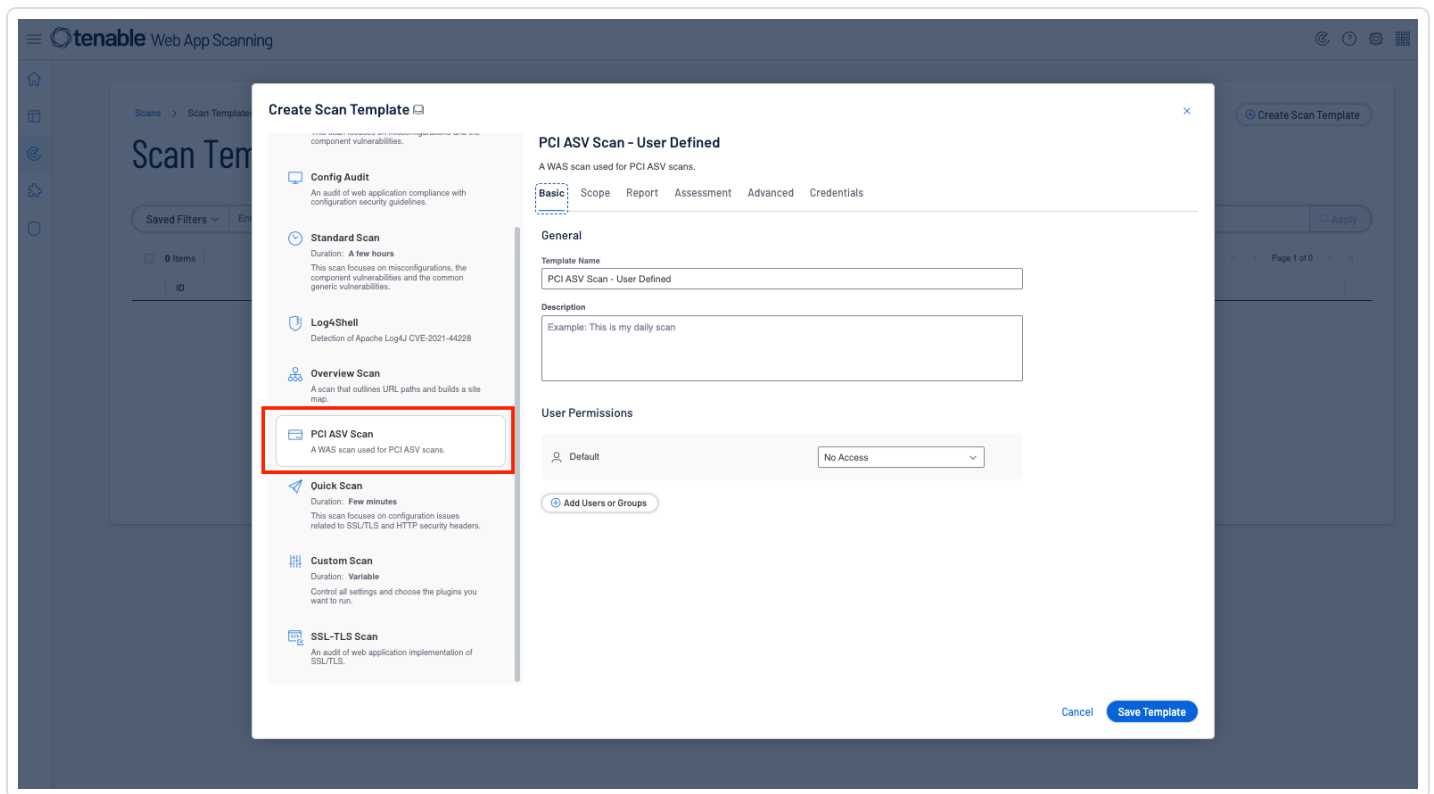 tenable Web App Scanning
Scans > Scan Template
Create Scan Template
Scan Tem
Saved Filters
En
Apply
0 Items
Page 1 of 0
ID
Create Scan Template
This scan focuses on misconfigurations and the
component vulnerabilities.
Config Audit
An audit of web application compliance with
configuration security guidelines.
Standard Scan
Duration: A few hours
This scan focuses on misconfigurations, the
component vulnerabilities and the common
generic vulnerabilities.
Log4Shell
Detection of Apache Log4J CVE-2021-44228
Overview Scan
A scan that outlines URL paths and builds a site
map.
PCI ASV Scan
A WAS scan used for PCI ASV scans.
Quick Scan
Duration: Few minutes
This scan focuses on configuration issues
related to SSL/TLS and HTTP security headers.
Custom Scan
Duration: Variable
Control all settings and choose the plugins you
want to run.
SSL-TLS Scan
An audit of web application implementation of
SSL/TLS.
PCI ASV Scan - User Defined
A WAS scan used for PCI ASV scans.
Basic Scope Report Assessment Advanced Credentials
General
Template Name
PCI ASV Scan - User Defined
Description
Example: This is my daily scan
User Permissions
Default
No Access
Add Users or Groups
Cancel
Save Template